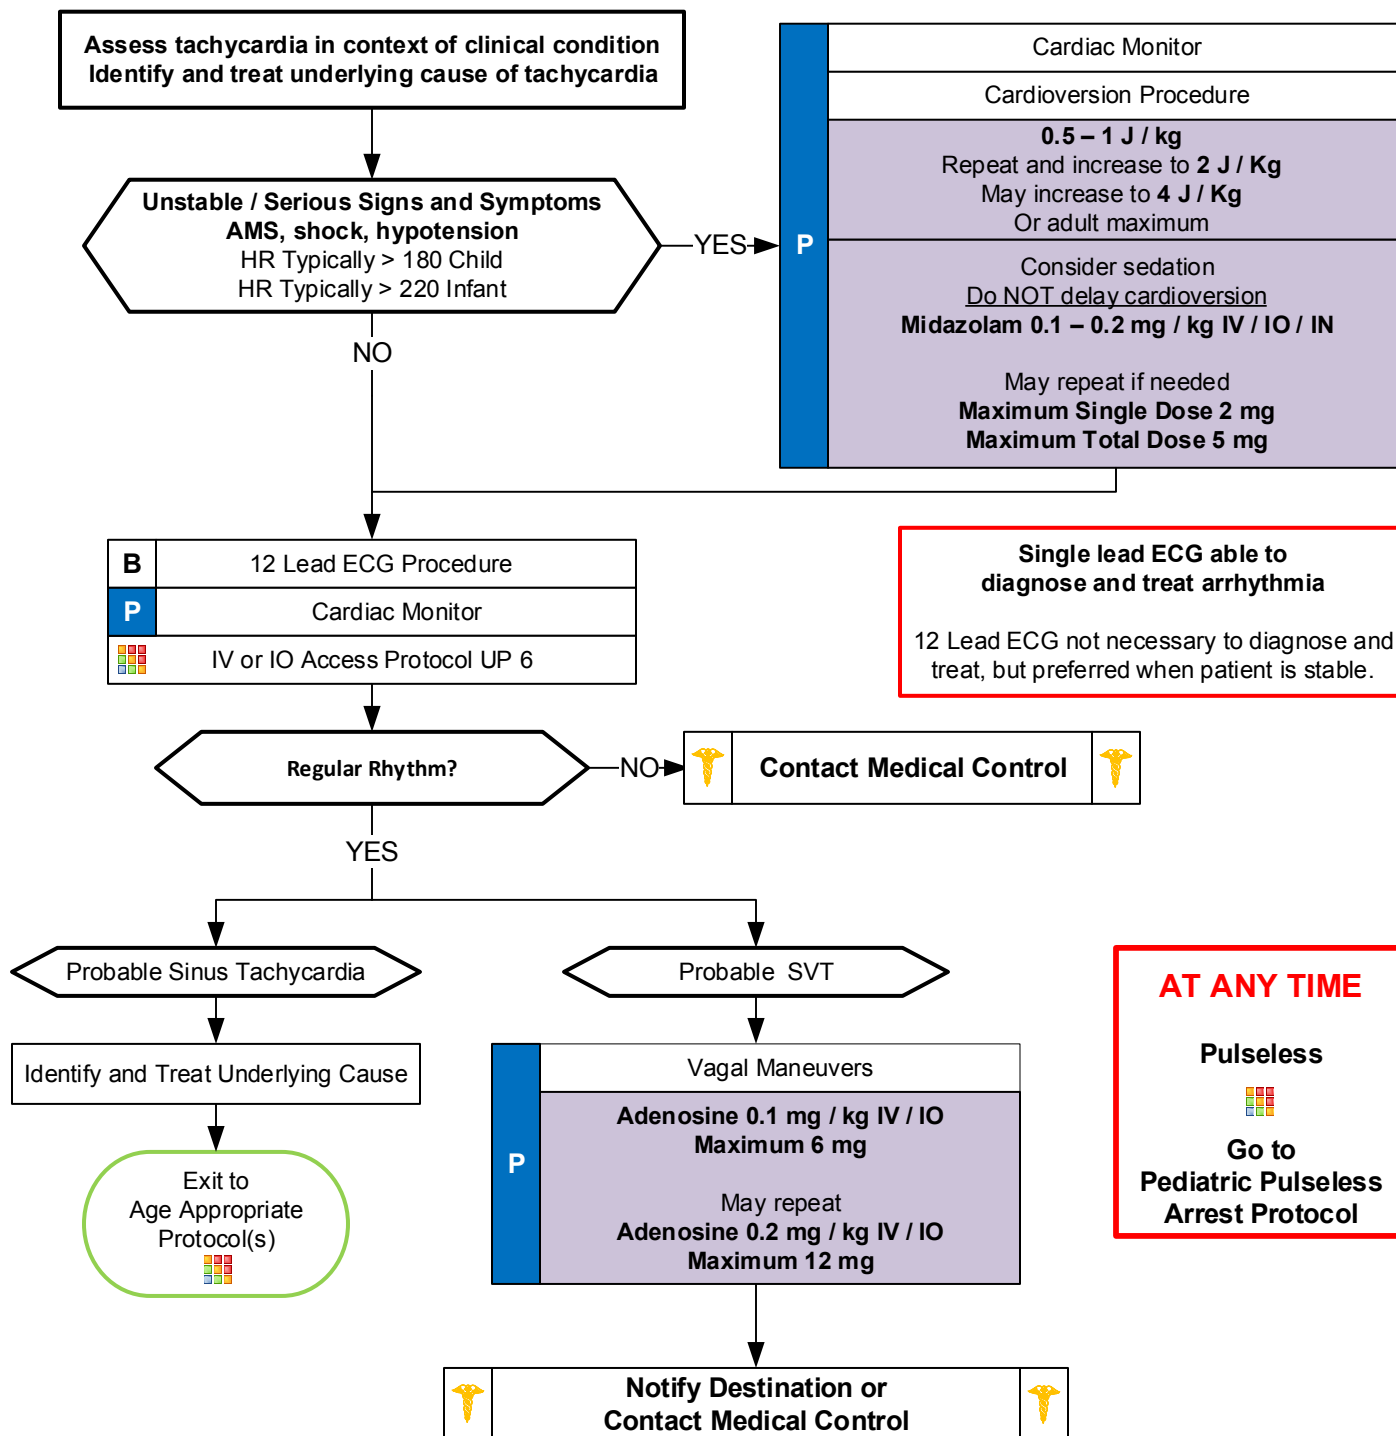 Assess tachycardia in context of clinical condition
Identify and treat underlying cause of tachycardia
Unstable / Serious Signs and Symptoms
AMS, shock, hypotension
HR Typically > 180 Child
HR Typically > 220 Infant
YES
NO
P
Cardiac Monitor
Cardioversion Procedure
0.5 – 1 J / kg
Repeat and increase to 2 J / Kg
May increase to 4 J / Kg
Or adult maximum
Consider sedation
Do NOT delay cardioversion
Midazolam 0.1 – 0.2 mg / kg IV / IO / IN
May repeat if needed
Maximum Single Dose 2 mg
Maximum Total Dose 5 mg
B
12 Lead ECG Procedure
P
Cardiac Monitor
IV or IO Access Protocol UP 6
Single lead ECG able to
diagnose and treat arrhythmia
12 Lead ECG not necessary to diagnose and
treat, but preferred when patient is stable.
Regular Rhythm?
NO
Contact Medical Control
YES
Probable Sinus Tachycardia
Identify and Treat Underlying Cause
Exit to
Age Appropriate
Protocol(s)
Probable SVT
P
Vagal Maneuvers
Adenosine 0.1 mg / kg IV / IO
Maximum 6 mg
May repeat
Adenosine 0.2 mg / kg IV / IO
Maximum 12 mg
Notify Destination or
Contact Medical Control
AT ANY TIME
Pulseless
Go to
Pediatric Pulseless
Arrest Protocol